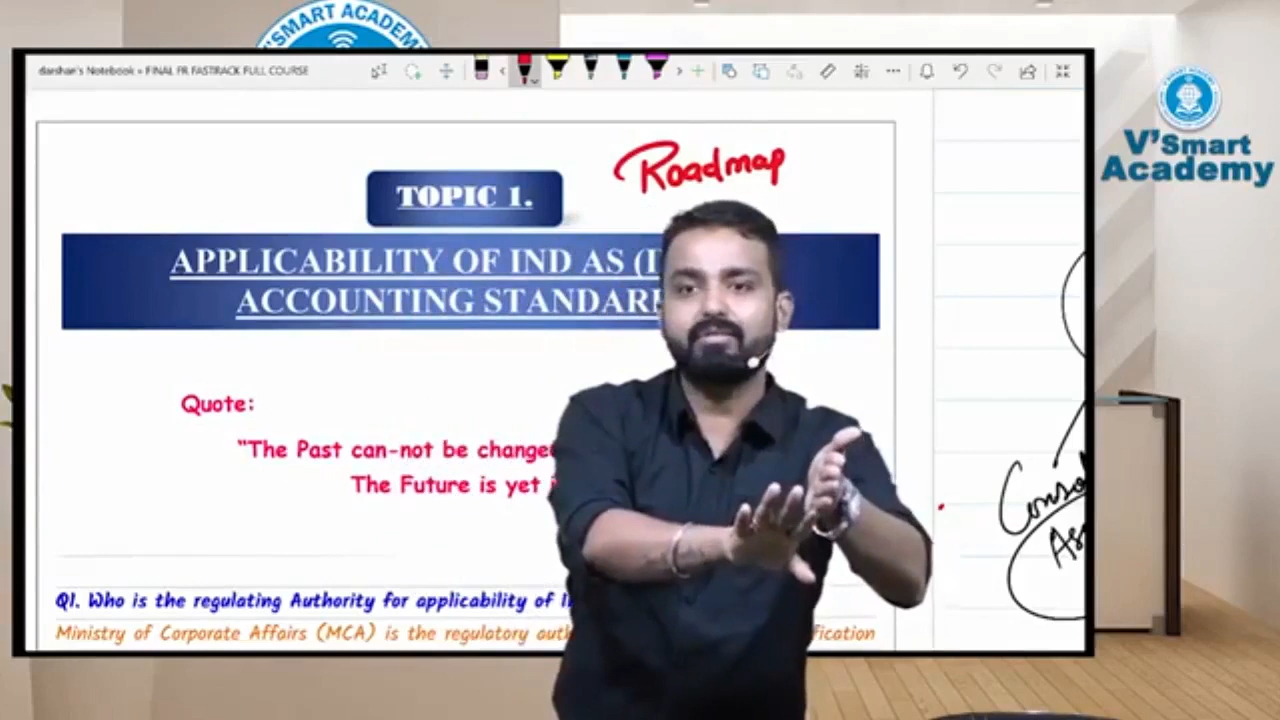 V'SMART ACADEMY
darshan's Notebook » FINAL FR FASTRACK FULL COURSE
Roadmap
TOPIC 1.
APPLICABILITY OF IND AS (I
ACCOUNTING STANDAR
Quote:
"The Past can-not be change
The Future is yet
Q1. Who is the regulating Authority for applicability of I
Ministry of Corporate Affairs (MCA) is the regulatory auth fication
V'Smart
Academy